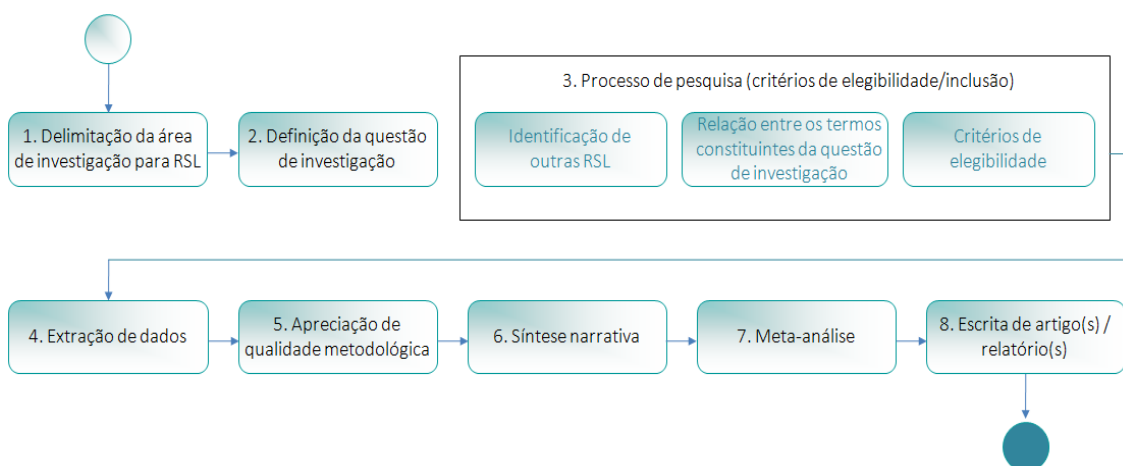 3. Processo de pesquisa (critérios de elegibilidade/inclusão)
1. Delimitação da área
de investigação para RSL
2. Definição da questão
de investigação
Identificação de
outras RSL
Relação entre os termos
constituintes da questão
de investigação
Critérios de
elegibilidade
4. Extração de dados
5. Apreciação de
qualidade metodológica
6. Síntese narrativa
7. Meta-análise
8. Escrita de artigo(s) /
relatório(s)